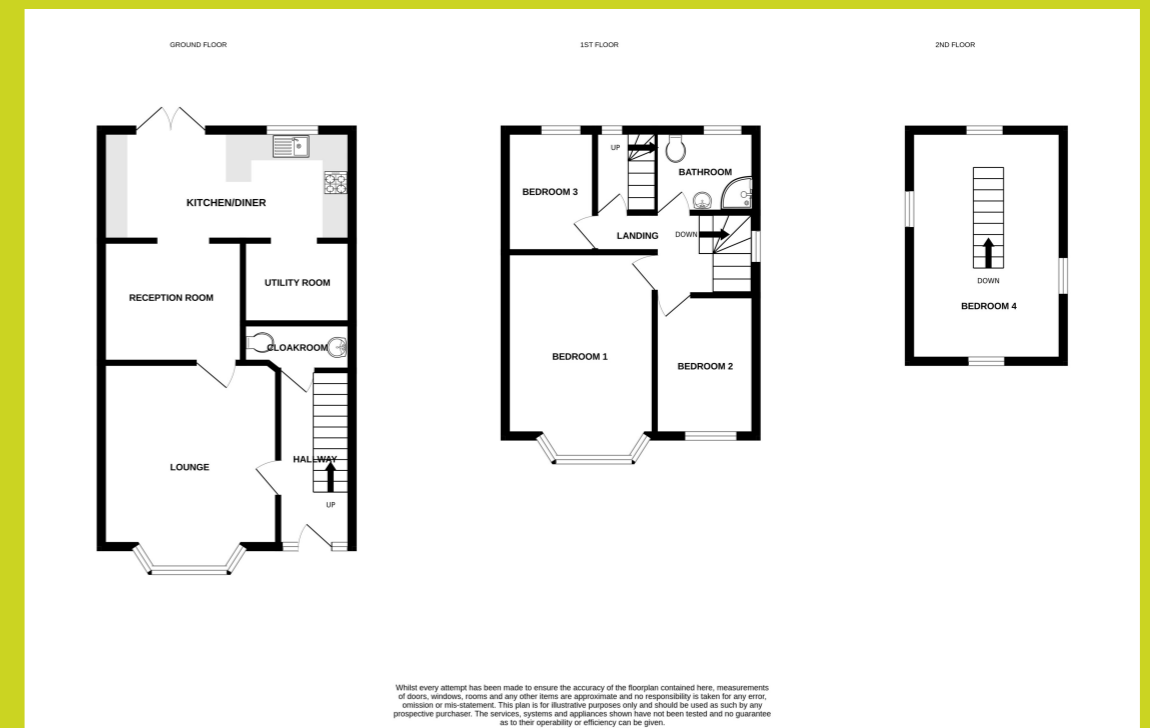 GROUND FLOOR
1ST FLOOR
2ND FLOOR
KITCHEN/DINER
RECEPTION ROOM
UTILITY ROOM
CLOAKROOM
LOUNGE
HALLWAY
UP
UP
BATHROOM
BEDROOM 3
LANDING
DOWN
BEDROOM 1
BEDROOM 2
DOWN
BEDROOM 4
Whilst every attempt has been made to ensure the accuracy of the floorplan contained here, measurements
of doors, windows, rooms and any other items are approximate and no responsibility is taken for any error,
omission or mis-statement. This plan is for illustrative purposes only and should be used as such by any
prospective purchaser. The services, systems and appliances shown have not been tested and no guarantee
as to their operability or efficiency can be given.